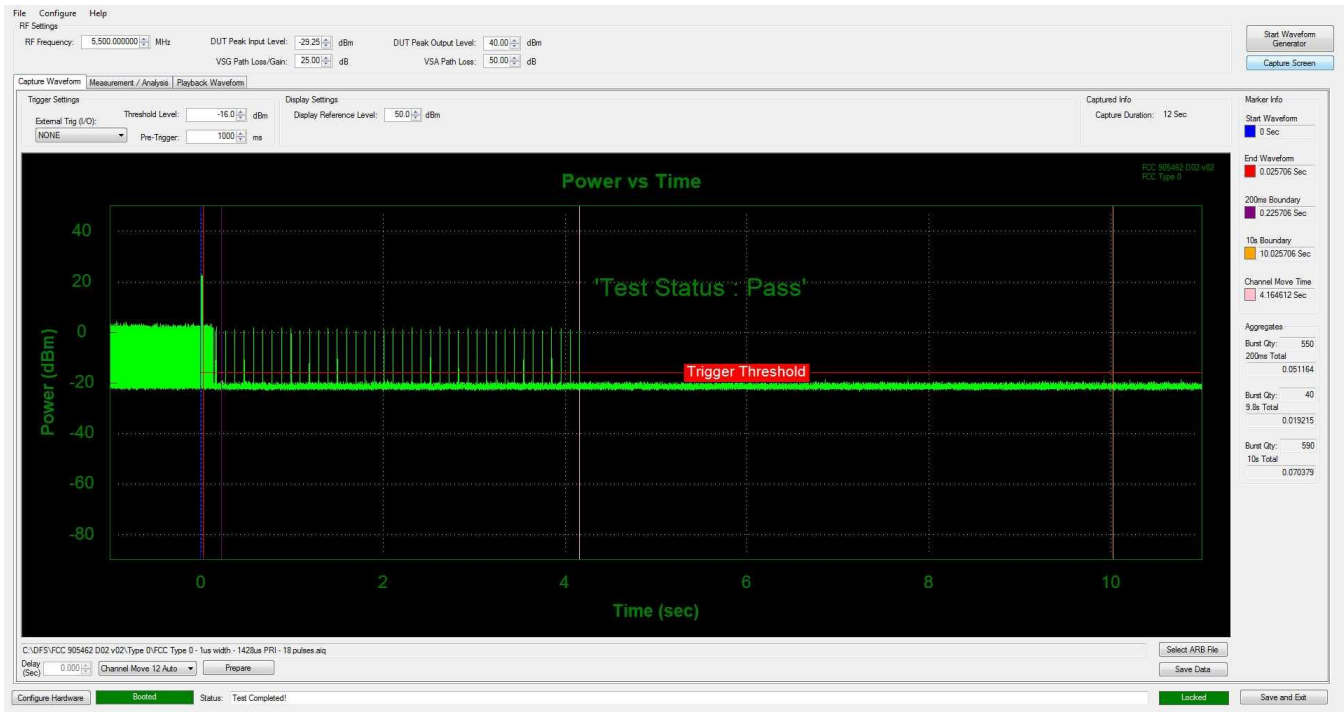 File Configure Help
RF Settings
RF Frequency: 5,500.000000 MHz DUT Peak Input Level: -29.25 dBm DUT Peak Output Level: 40.00 dBm
VSG Path Loss/Gain: 25.00 dB VSA Path Loss: 50.00 dB
Start Waveform Generator
Capture Screen
Capture Waveform Measurement / Analysis Playback Waveform
Trigger Settings
External Trig (I/O): Threshold Level: -16.0 dBm
NONE Pre-Trigger: 1000 ms
Display Settings
Display Reference Level: 50.0 dBm
Captured Info
Capture Duration: 12 Sec
Marker Info
Start Waveform
0 Sec
End Waveform
0.025706 Sec
200ms Boundary
0.225706 Sec
10s Boundary
10.025706 Sec
Channel Move Time
4.164612 Sec
Aggregates
Burst Qty: 550
200ms Total
0.051164
Burst Qty: 40
9.8s Total
0.019215
Burst Qty: 590
10s Total
0.070379
Power vs Time
FCC 905462 D02 v02
FCC Type 0
'Test Status : Pass'
Trigger Threshold
Power (dBm)
40
20
0
-20
-40
-60
-80
0 2 4 6 8 10
Time (sec)
C:\DFS\FCC 905462 D02 v02\Type 0\FCC Type 0 - 1us width - 1428us PRI - 18 pulses.aiq
Select ARB File
Delay (Sec) 0.000 Channel Move 12 Auto Prepare
Save Data
Configure Hardware Booted Status: Test Completed! Locked Save and Exit